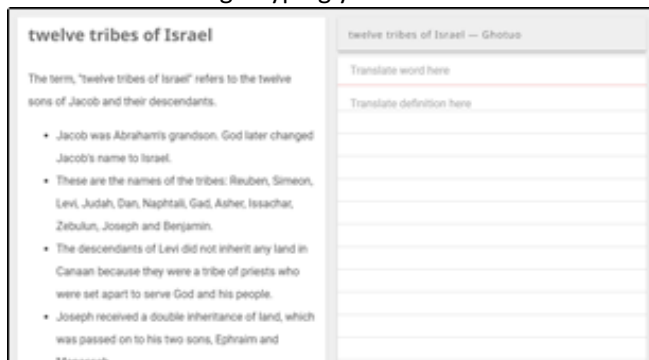 twelve tribes of Israel
The term, "twelve tribes of Israel" refers to the twelve
sons of Jacob and their descendants.
• Jacob was Abraham's grandson. God later changed
Jacob's name to Israel.
• These are the names of the tribes: Reuben, Simeon,
Levi, Judah, Dan, Naphtali, Gad, Asher, Issachar,
Zebulun, Joseph and Benjamin.
• The descendants of Levi did not inherit any land in
Canaan because they were a tribe of priests who
were set apart to serve God and his people.
• Joseph received a double inheritance of land, which
was passed on to his two sons, Ephraim and
twelve tribes of Israel — Ghotuo
Translate word here
Translate definition here